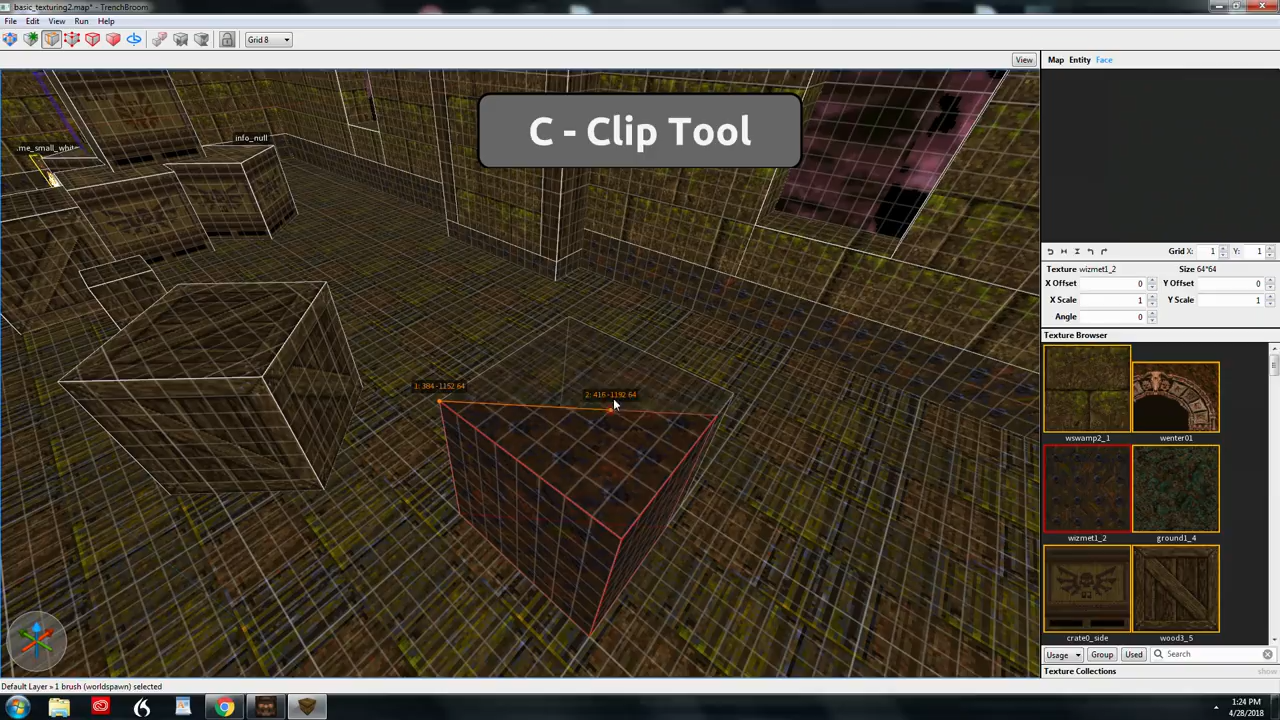 basic_texturing2.map* - TrenchBroom
File Edit View Run Help
Grid 8
View
Map Entity Face
C - Clip Tool
info_null
.me_small_whi
1: 384 -1152 64
2: 416 -1192 64
Grid X: 1 Y: 1
Texture wizmet1_2 Size 64*64
X Offset 0 Y Offset 0
X Scale 1 Y Scale 1
Angle 0
Texture Browser
wswamp2_1 wenter01
wizmet1_2 ground1_4
crate0_side wood3_5
Usage Group Used Search
Texture Collections show
Default Layer » 1 brush (worldspawn) selected
1:24 PM
4/28/2018